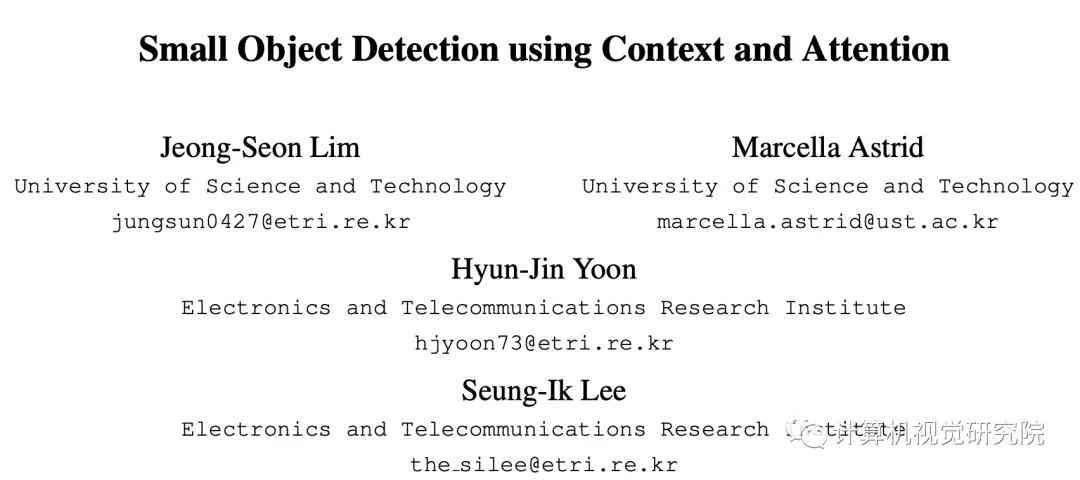 Small Object Detection using Context and Attention
Jeong-Seon Lim
University of Science and Technology
jungsun0427@etri.re.kr
Marcella Astrid
University of Science and Technology
marcella.astrid@ust.ac.kr
Hyun-Jin Yoon
Electronics and Telecommunications Research Institute
hjyoon73@etri.re.kr
Seung-Ik Lee
Electronics and Telecommunications Research Institute
the_silee@etri.re.kr
计算机视觉研究院